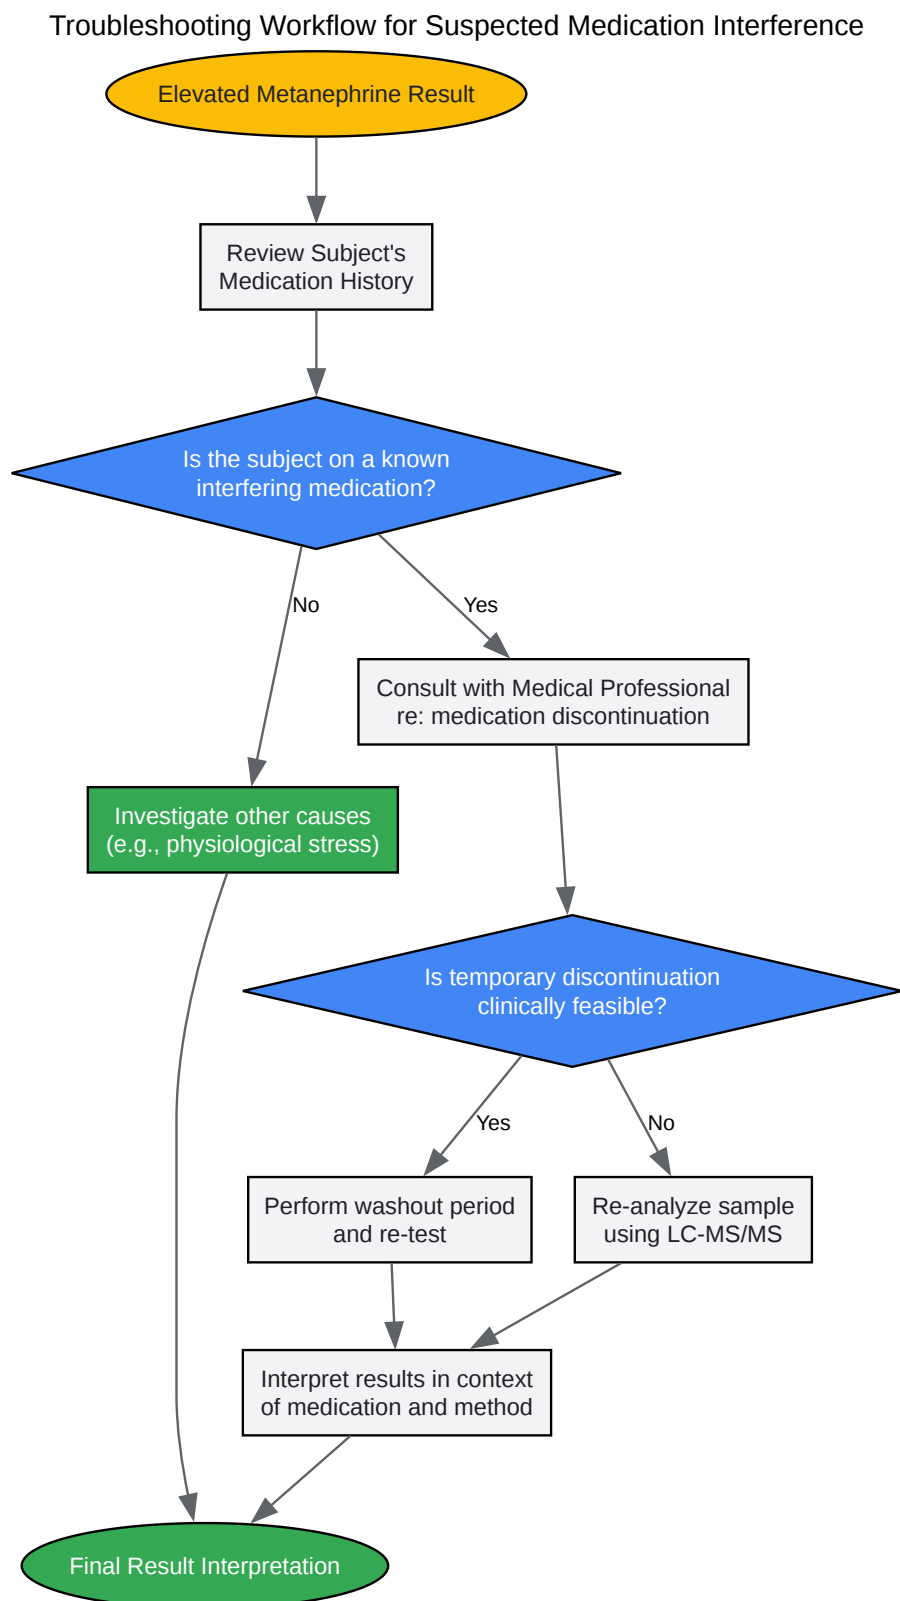 Troubleshooting Workflow for Suspected Medication Interference
Elevated Metanephrine Result
Review Subject's
Medication History
Is the subject on a known
interfering medication?
No
Yes
Consult with Medical Professional
re: medication discontinuation
Investigate other causes
(e.g., physiological stress)
Is temporary discontinuation
clinically feasible?
Yes
No
Perform washout period
and re-test
Re-analyze sample
using LC-MS/MS
Interpret results in context
of medication and method
Final Result Interpretation